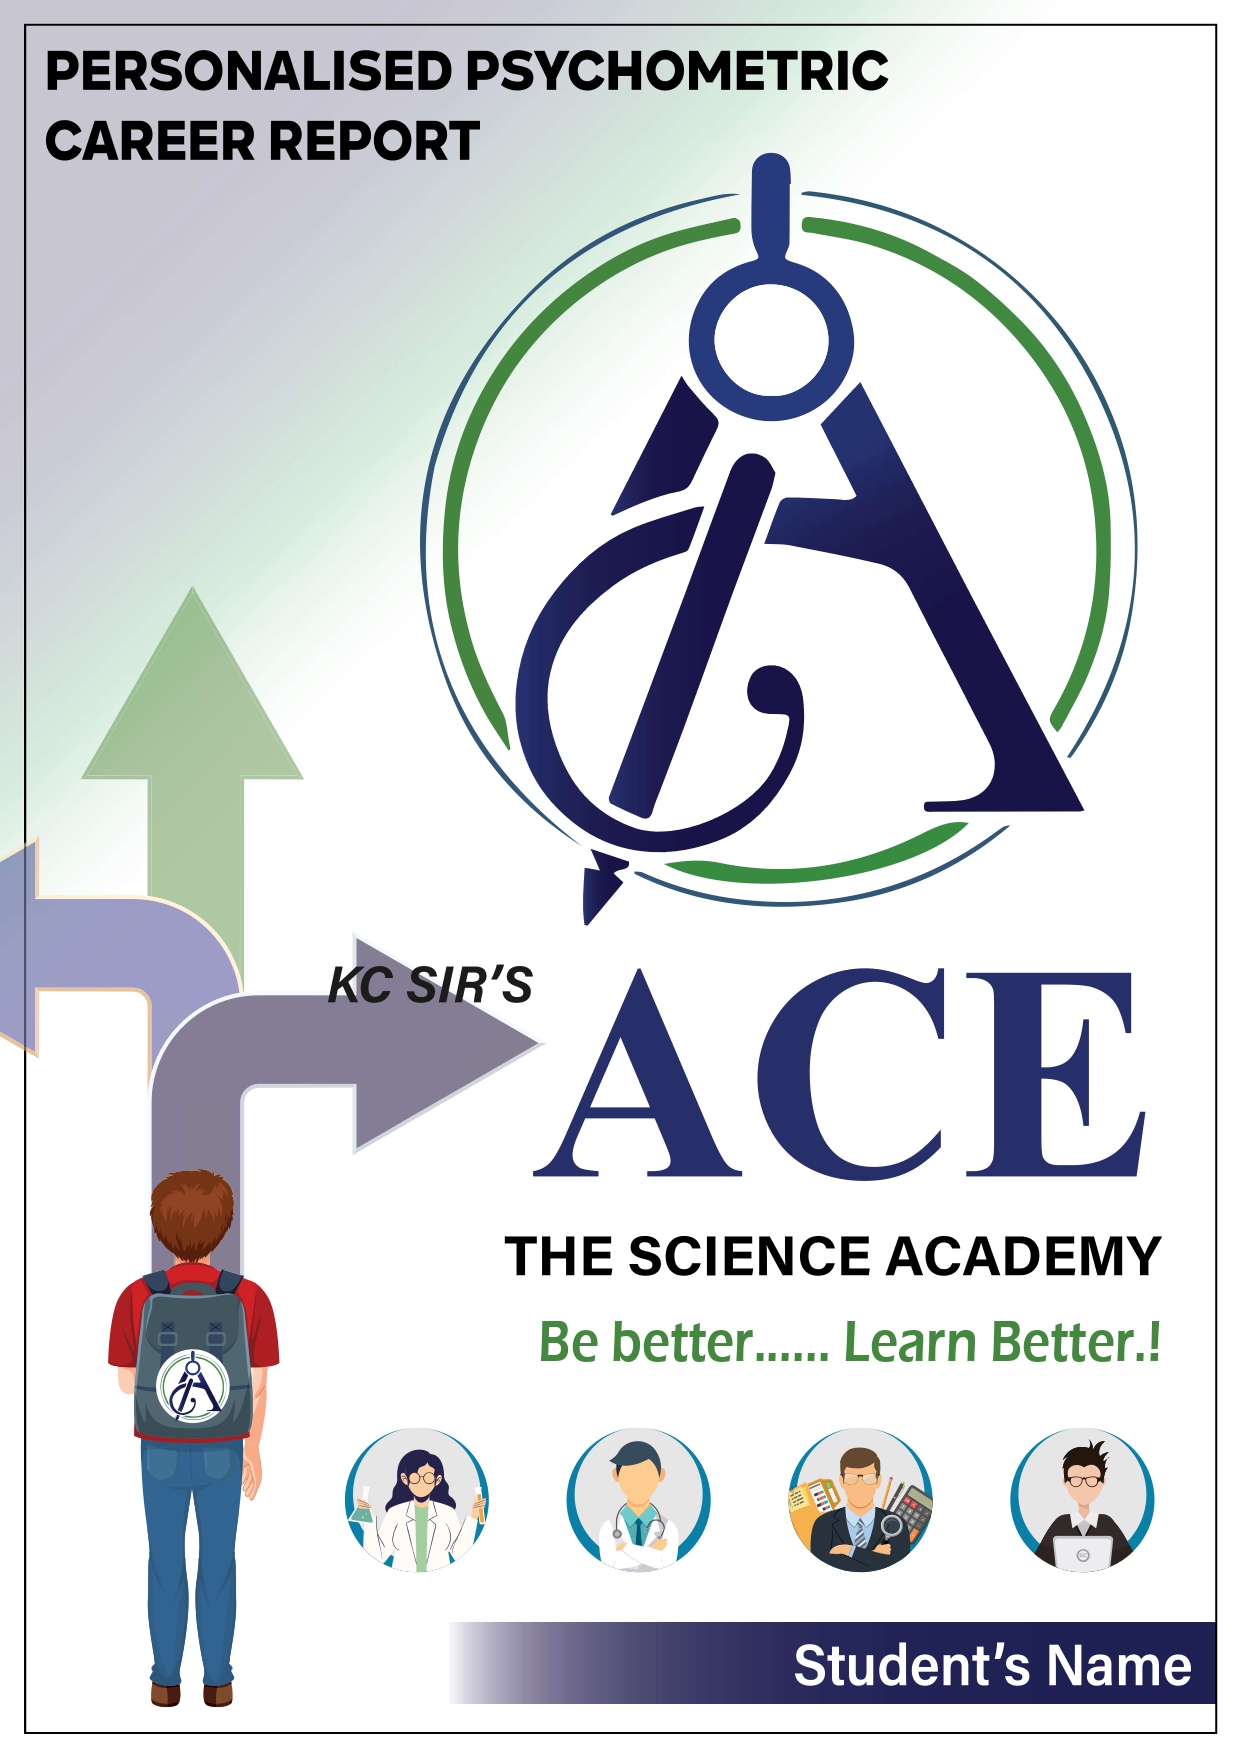 PERSONALISED PSYCHOMETRIC
CAREER REPORT
KC SIR'S
ACE
THE SCIENCE ACADEMY
Be better...... Learn Better.!
Student's Name